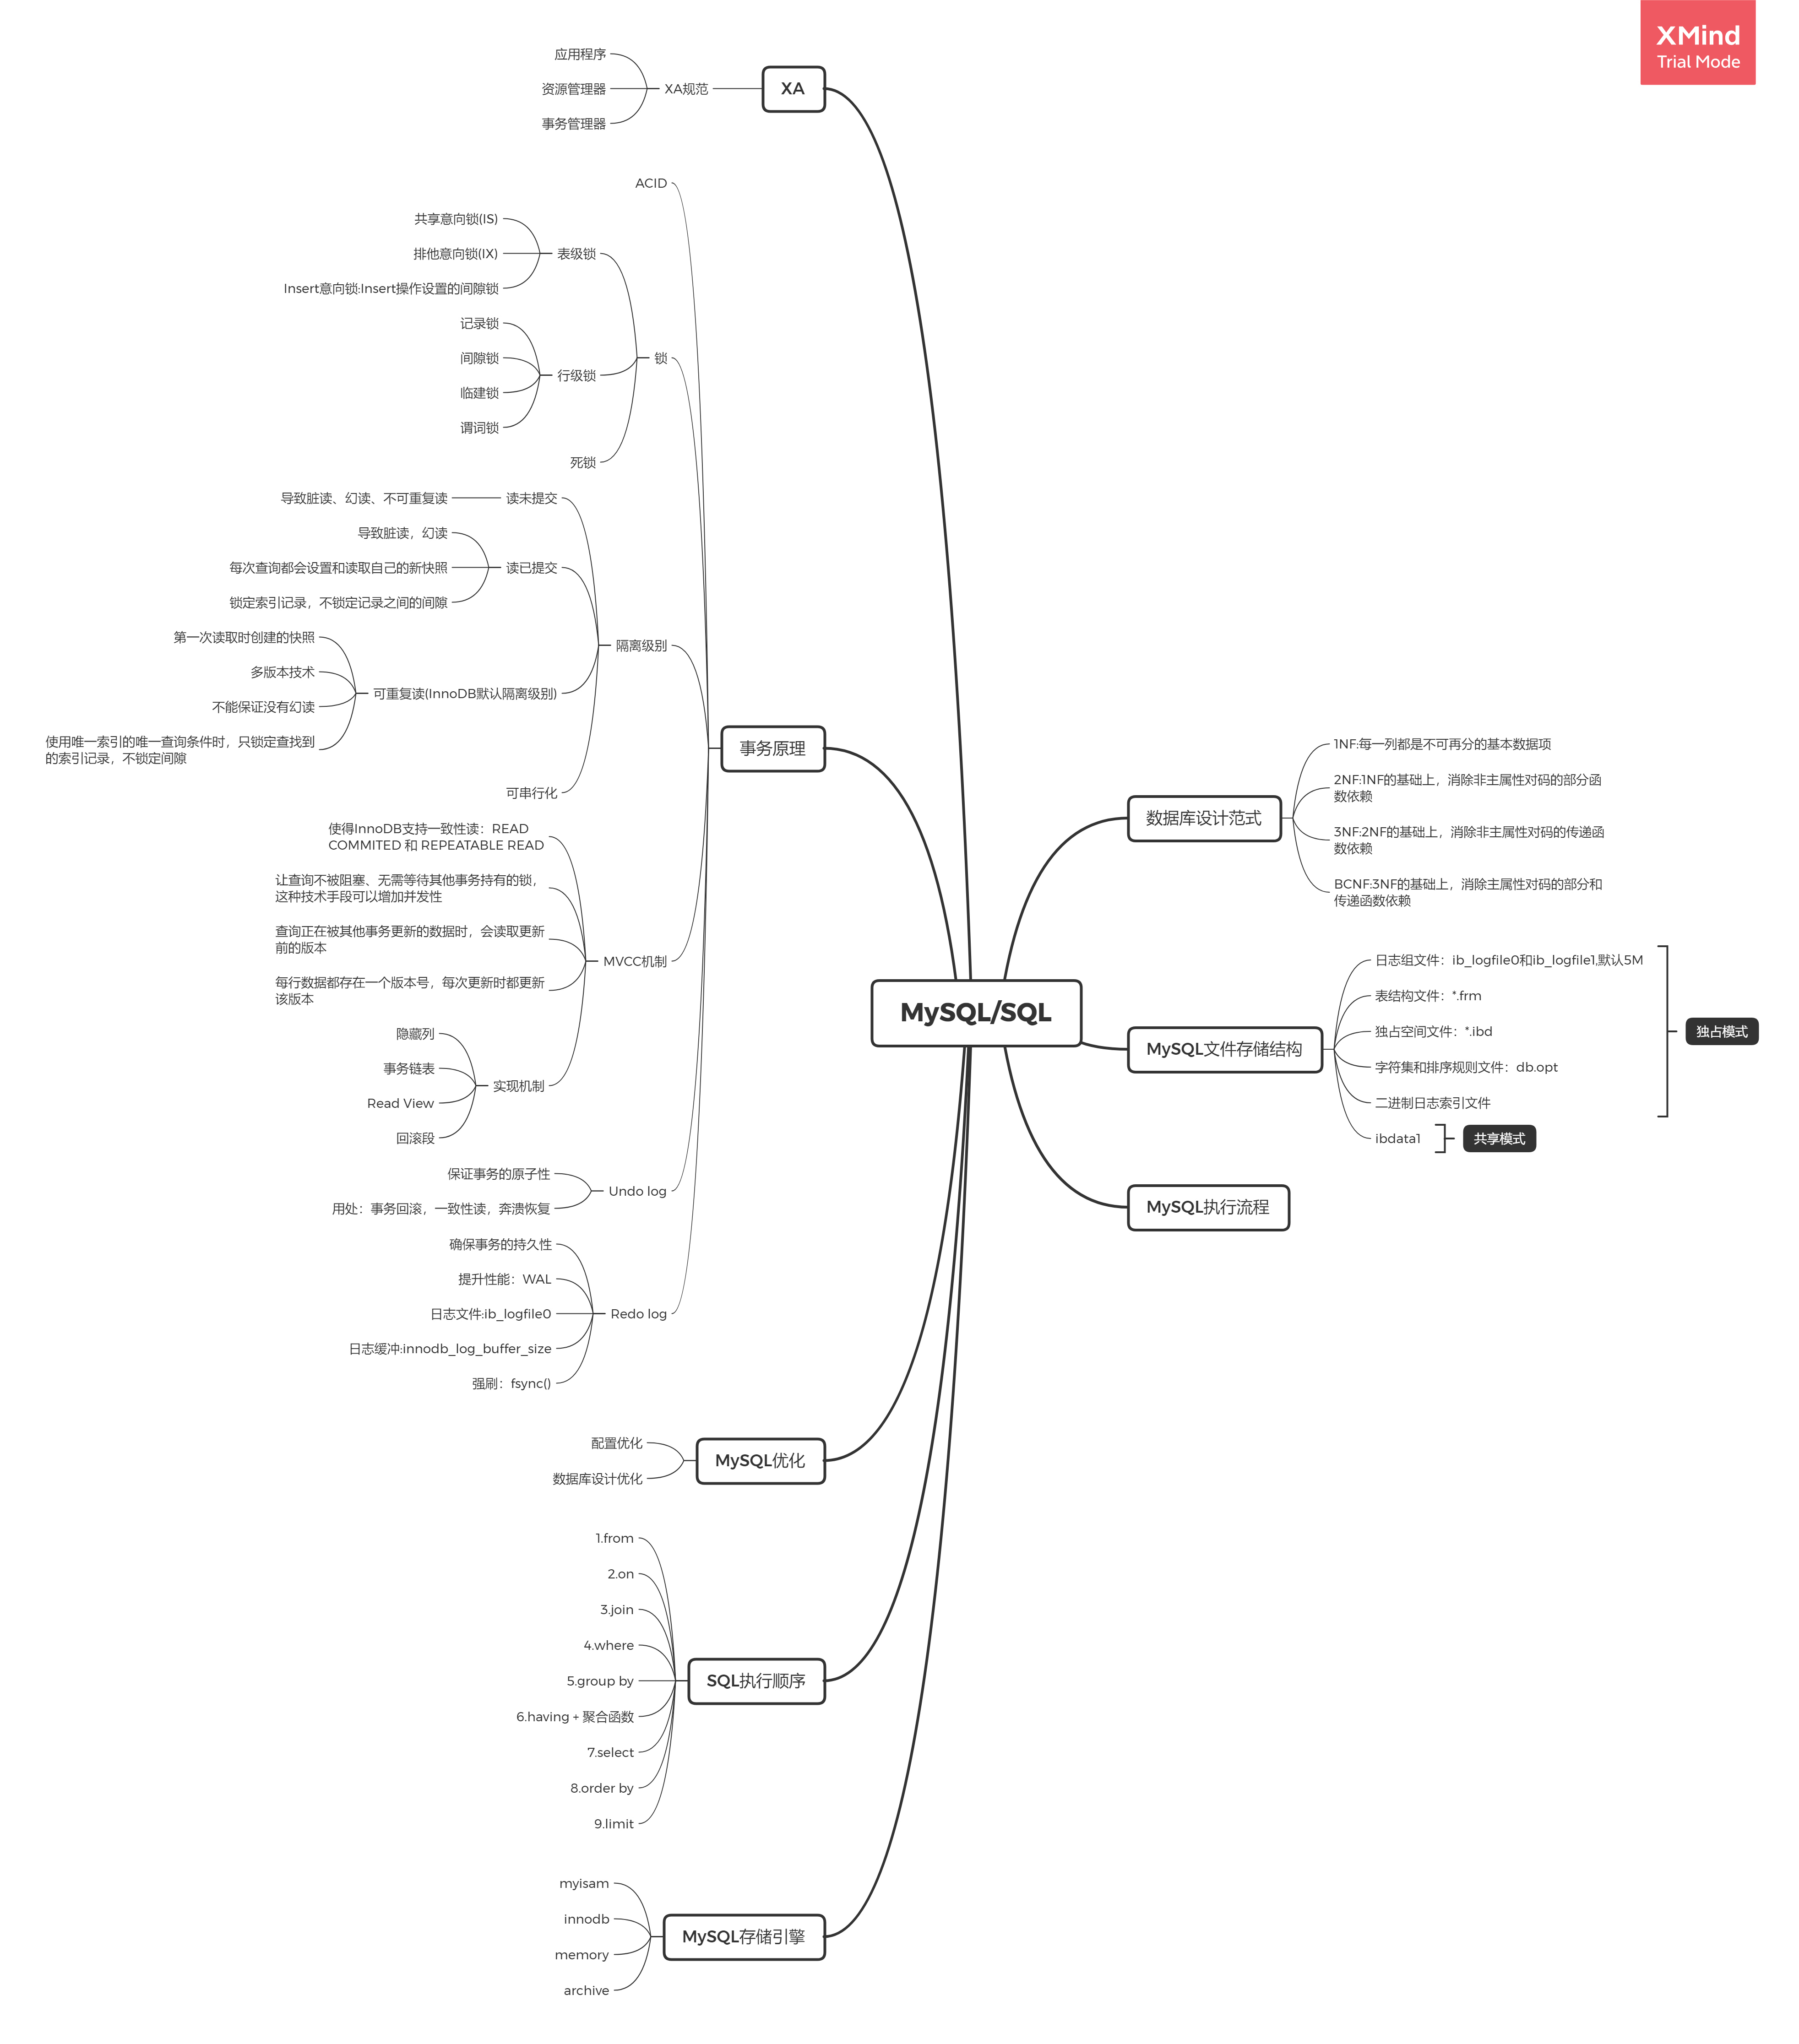 XMind
Trial Mode
MySQL/SQL
数据库设计范式
1NF:每一列都是不可再分的基本数据项
2NF:1NF的基础上，消除非主属性对码的部分函
数依赖
3NF:2NF的基础上，消除非主属性对码的传递函
数依赖
BCNF:3NF的基础上，消除主属性对码的部分和
传递函数依赖
MySQL文件存储结构
日志组文件：ib_logfile0和ib_logfile1,默认5M
表结构文件：*.frm
独占空间文件：*.ibd
字符集和排序规则文件：db.opt
二进制日志索引文件
独占模式
ibdata1
共享模式
MySQL执行流程
XA
XA规范
应用程序
资源管理器
事务管理器
事务原理
ACID
锁
表级锁
共享意向锁(IS)
排他意向锁(IX)
Insert意向锁:Insert操作设置的间隙锁
行级锁
记录锁
间隙锁
临建锁
谓词锁
死锁
隔离级别
读未提交
导致脏读、幻读、不可重复读
读已提交
导致脏读，幻读
每次查询都会设置和读取自己的新快照
锁定索引记录，不锁定记录之间的间隙
可重复读(InnoDB默认隔离级别)
第一次读取时创建的快照
多版本技术
不能保证没有幻读
使用唯一索引的唯一查询条件时，只锁定查找到
的索引记录，不锁定间隙
可串行化
MVCC机制
使得InnoDB支持一致性读：READ
COMMITED 和 REPEATABLE READ
让查询不被阻塞、无需等待其他事务持有的锁，
这种技术手段可以增加并发性
查询正在被其他事务更新的数据时，会读取更新
前的版本
每行数据都存在一个版本号，每次更新时都更新
该版本
实现机制
隐藏列
事务链表
Read View
回滚段
Undo log
保证事务的原子性
用处：事务回滚，一致性读，奔溃恢复
Redo log
确保事务的持久性
提升性能：WAL
日志文件:ib_logfile0
日志缓冲:innodb_log_buffer_size
强刷：fsync()
MySQL优化
配置优化
数据库设计优化
SQL执行顺序
1.from
2.on
3.join
4.where
5.group by
6.having + 聚合函数
7.select
8.order by
9.limit
MySQL存储引擎
myisam
innodb
memory
archive